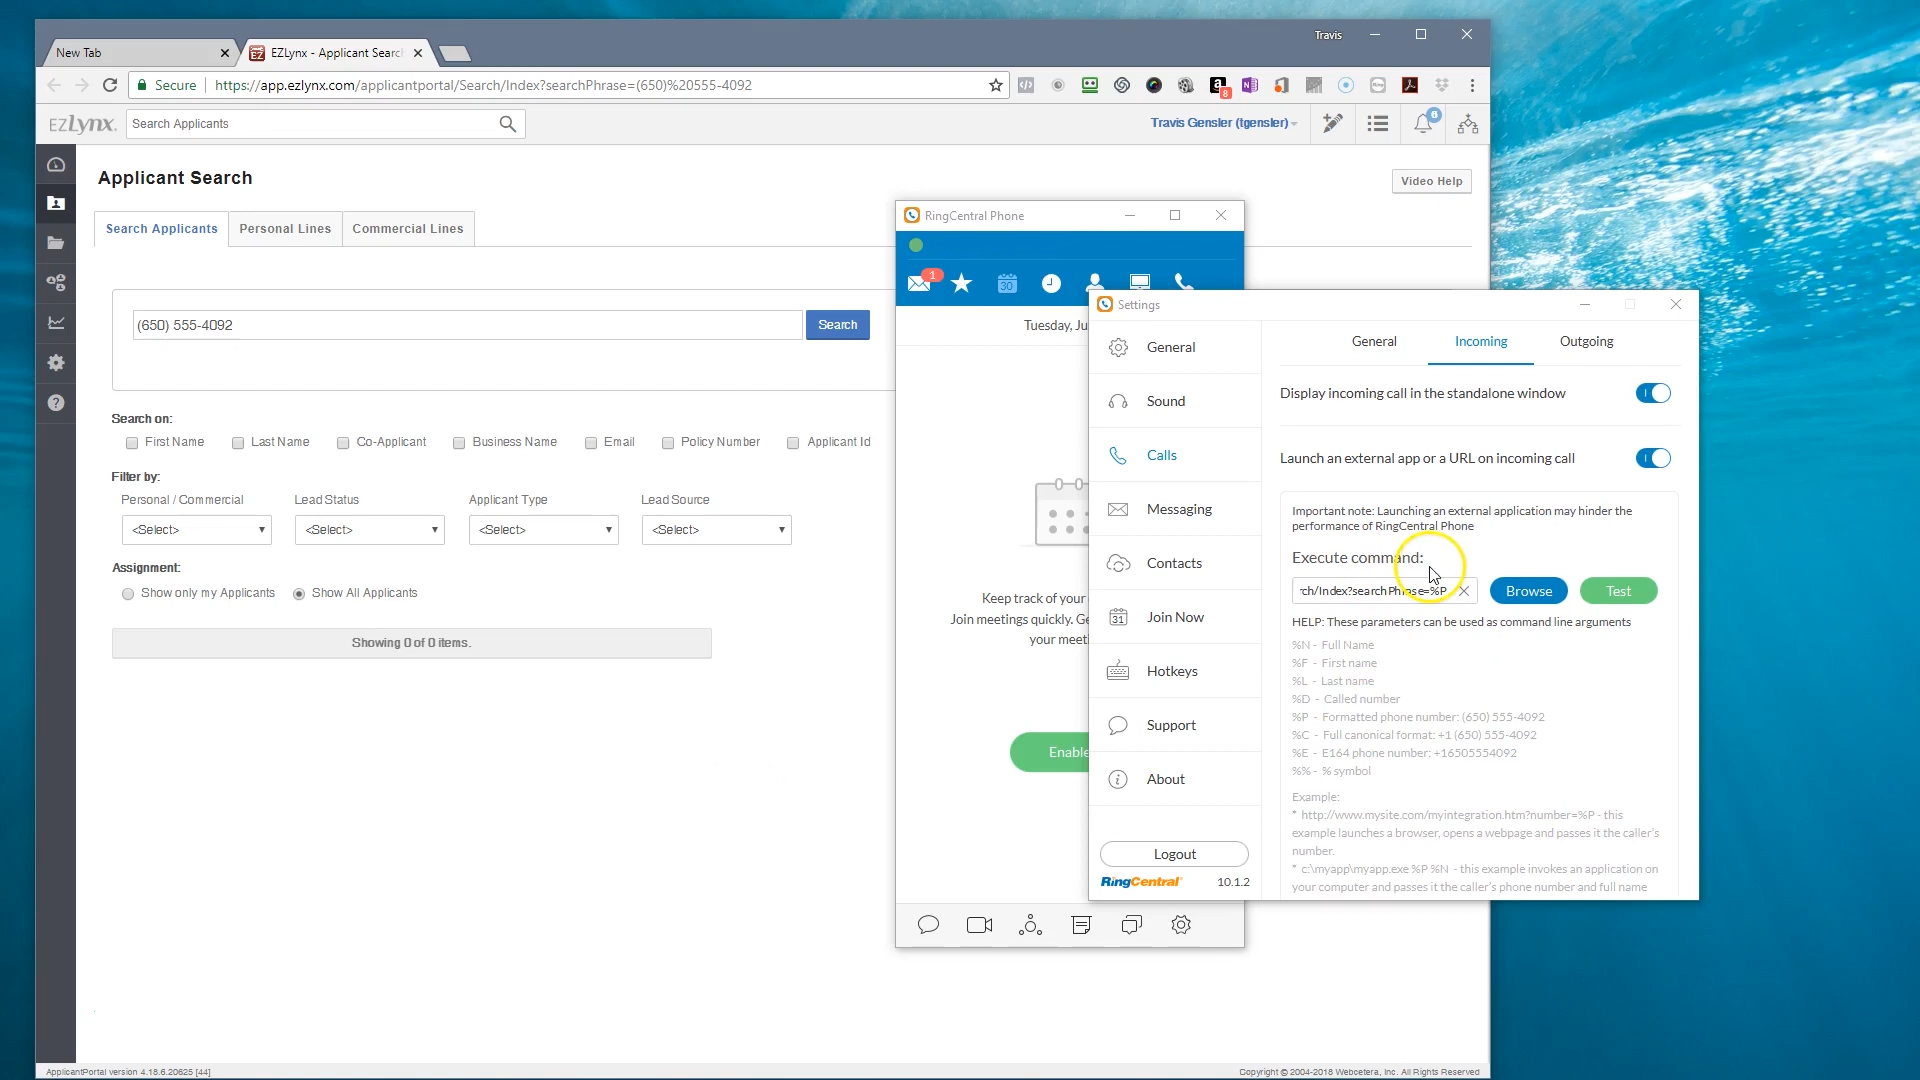 Travis
New Tab
EZLynx - Applicant Search
Secure
https://app.ezlynx.com/applicantportal/Search/Index?searchPhrase=(650)%20555-4092
8
EZLynx
Search Applicants
Travis Gensler (tgensler)
6
Applicant Search
Video Help
Search Applicants
Personal Lines
Commercial Lines
(650) 555-4092
Search
Search on:
First Name
Last Name
Co-Applicant
Business Name
Email
Policy Number
Applicant Id
Filter by:
Personal / Commercial
Lead Status
Applicant Type
Lead Source
<Select>
<Select>
<Select>
<Select>
Assignment:
Show only my Applicants
Show All Applicants
Showing 0 of 0 items.
ApplicantPortal version 4.18.6.20625 [44]
Copyright © 2004-2018 Webcetera, Inc. All Rights Reserved
RingCentral Phone
1
30
Tuesday, Ju
Keep track of your
Join meetings quickly. Ge
your meet
Enable
Settings
General
Sound
Calls
Messaging
Contacts
31
Join Now
Hotkeys
Support
About
Logout
RingCentral
10.1.2
General
Incoming
Outgoing
Display incoming call in the standalone window
Launch an external app or a URL on incoming call
Important note: Launching an external application may hinder the
performance of RingCentral Phone
Execute command:
rch/Index?searchPhrase=%P
Browse
Test
HELP: These parameters can be used as command line arguments
%N - Full Name
%F - First name
%L - Last name
%D - Called number
%P - Formatted phone number: (650) 555-4092
%C - Full canonical format: +1 (650) 555-4092
%E - E164 phone number: +16505554092
%% - % symbol
Example:
* http://www.mysite.com/myintegration.htm?number=%P - this
example launches a browser, opens a webpage and passes it the caller's
number.
* c:\myapp\myapp.exe %P %N - this example invokes an application on
your computer and passes it the caller's phone number and full name